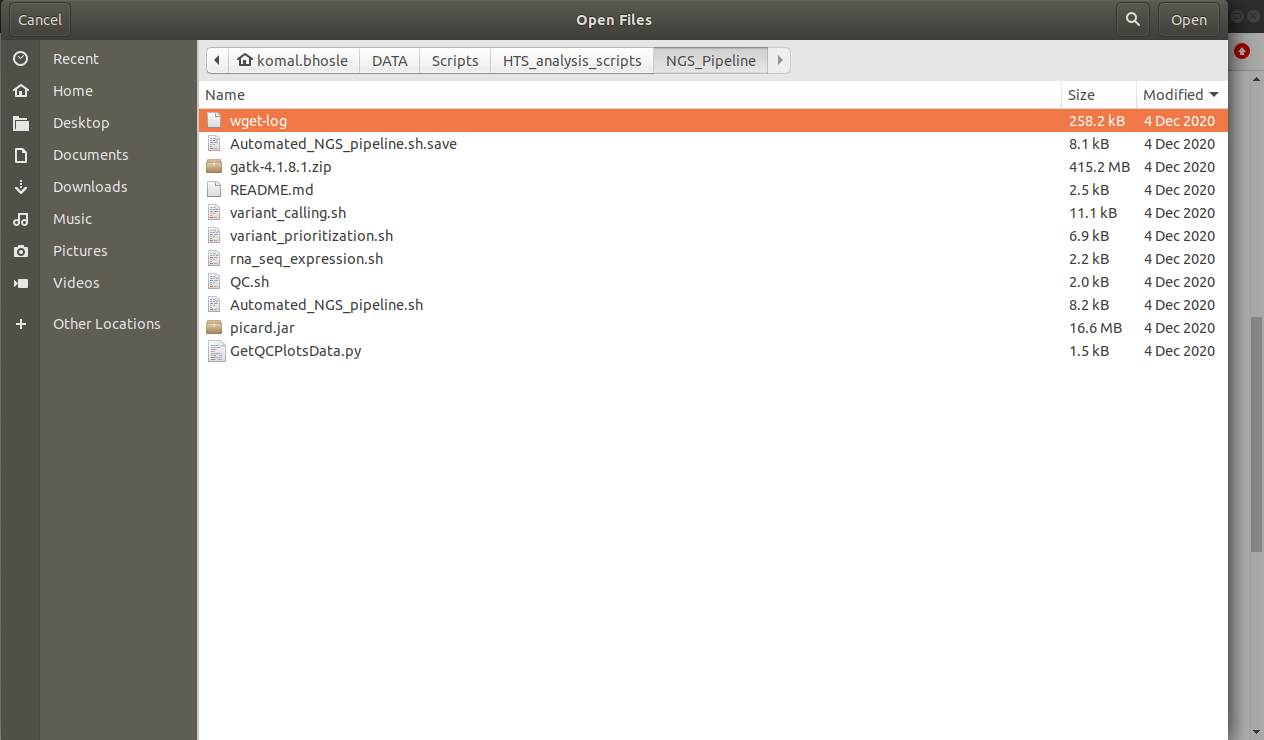 Cancel Open Files Open
Recent
Home
Desktop
Documents
Downloads
Music
Pictures
Videos
Other Locations
komal.bhosle DATA Scripts HTS_analysis_scripts NGS_Pipeline
Name Size Modified
wget-log 258.2 kB 4 Dec 2020
Automated_NGS_pipeline.sh.save 8.1 kB 4 Dec 2020
gatk-4.1.8.1.zip 415.2 MB 4 Dec 2020
README.md 2.5 kB 4 Dec 2020
variant_calling.sh 11.1 kB 4 Dec 2020
variant_prioritization.sh 6.9 kB 4 Dec 2020
rna_seq_expression.sh 2.2 kB 4 Dec 2020
QC.sh 2.0 kB 4 Dec 2020
Automated_NGS_pipeline.sh 8.2 kB 4 Dec 2020
picard.jar 16.6 MB 4 Dec 2020
GetQCPlotsData.py 1.5 kB 4 Dec 2020